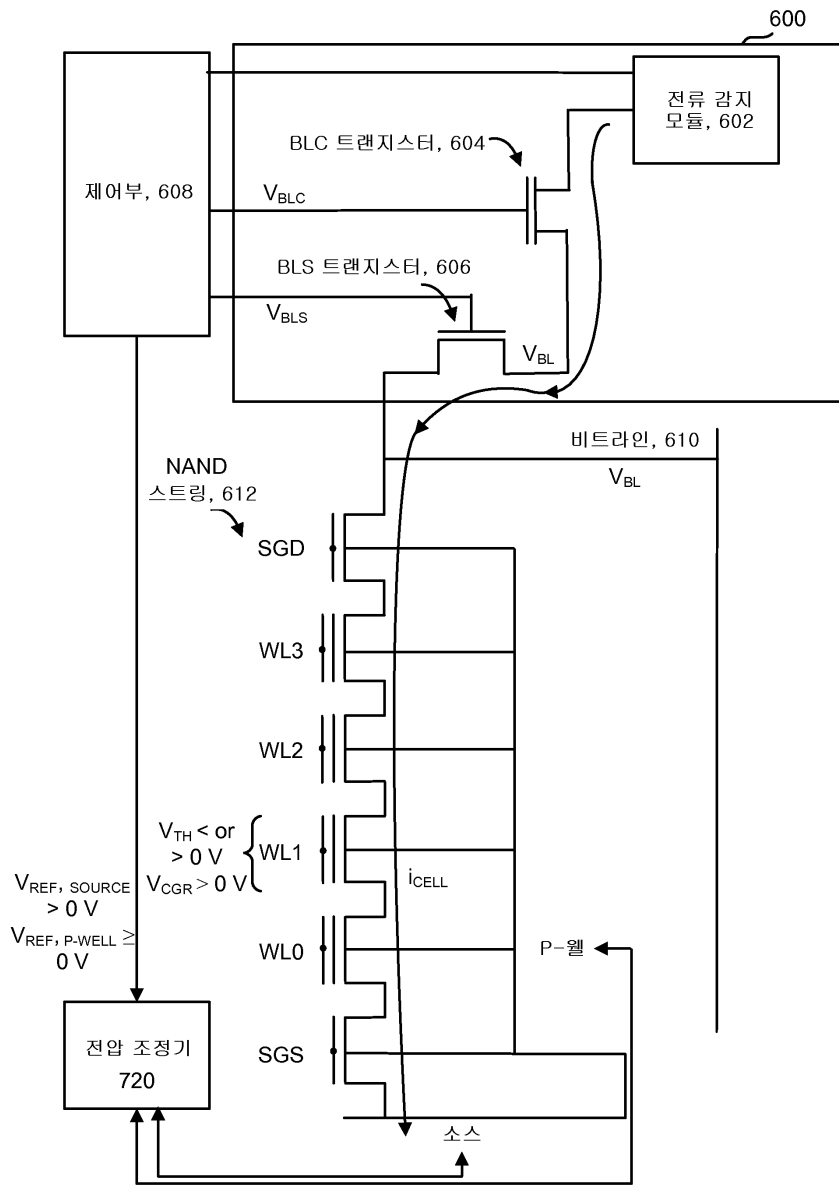 600
전류 감지
모듈, 602
BLC 트랜지스터, 604
제어부, 608
V_BLC
BLS 트랜지스터, 606
V_BLS
V_BL
비트라인, 610
V_BL
NAND
스트링, 612
SGD
WL3
WL2
V_TH < or
> 0 V
V_CGR > 0 V
WL1
i_CELL
V_REF, SOURCE
> 0 V
V_REF, P-WELL ≥
0 V
WL0
P-웰
전압 조정기
720
SGS
소스